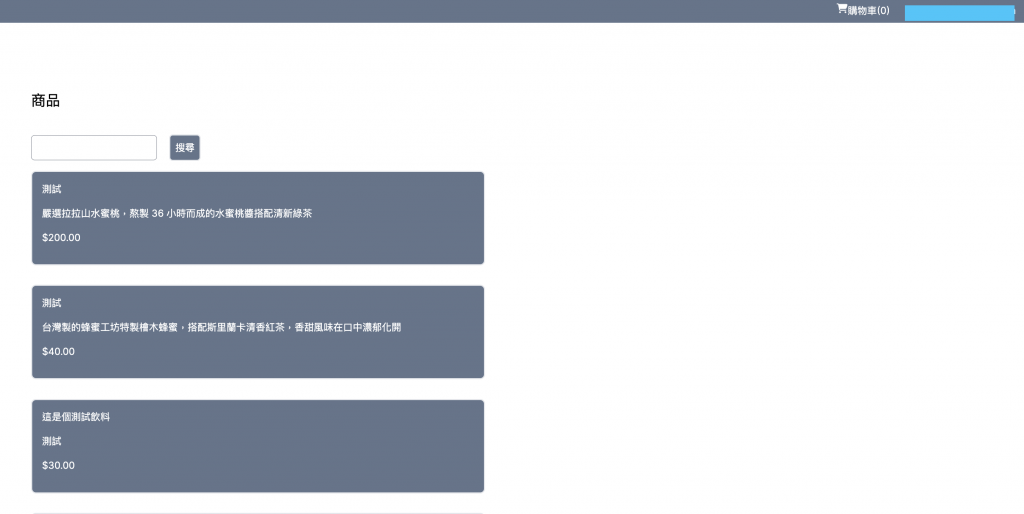 購物車(0)
商品
搜尋
測試
嚴選拉拉山水蜜桃，熬製 36 小時而成的水蜜桃醬搭配清新綠茶
$200.00
測試
台灣製的蜂蜜工坊特製檜木蜂蜜，搭配斯里蘭卡清香紅茶，香甜風味在口中濃郁化開
$40.00
這是個測試飲料
測試
$30.00